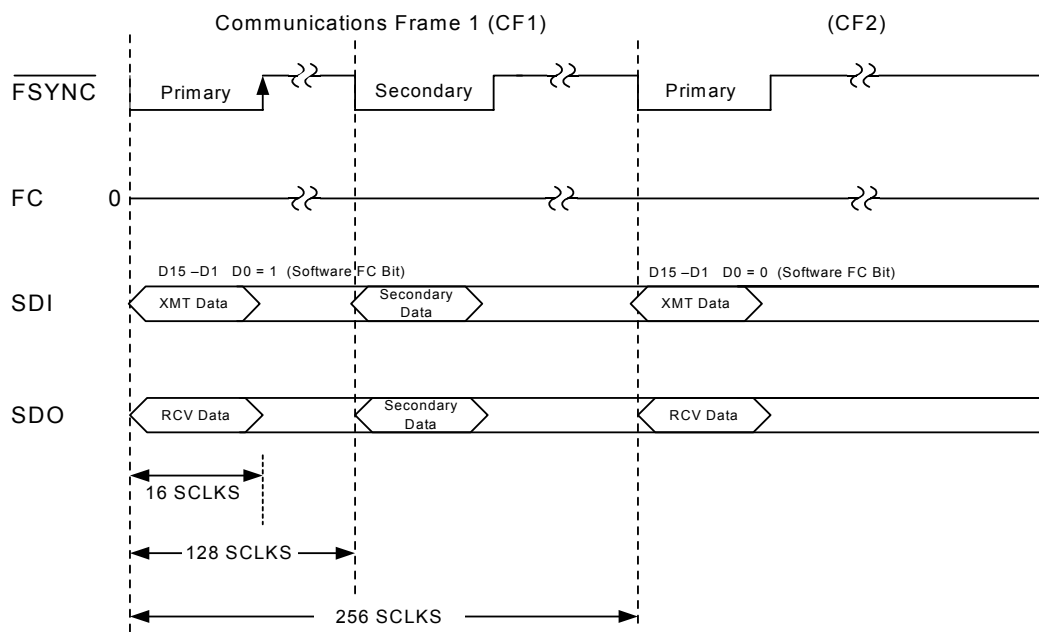 Communications Frame 1 (CF1) (CF2)
FSYNC Primary Secondary Primary
FC 0
D15 –D1 D0 = 1 (Software FC Bit) D15 –D1 D0 = 0 (Software FC Bit)
SDI XMT Data Secondary Data XMT Data
SDO RCV Data Secondary Data RCV Data
16 SCLKS
128 SCLKS
256 SCLKS